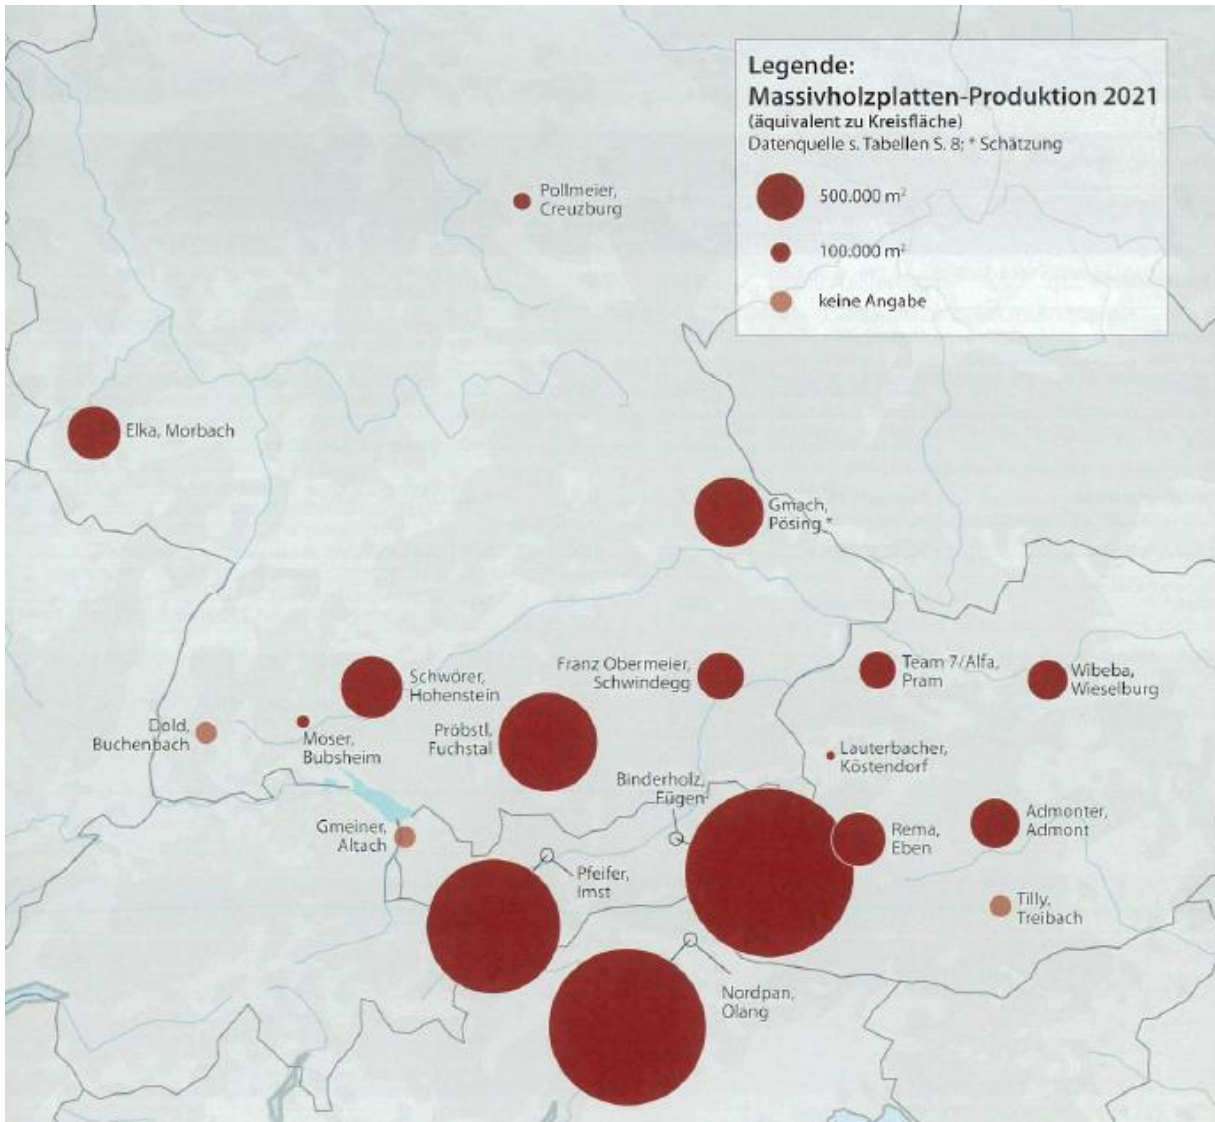 Legende:
Massivholzplatten-Produktion 2021
(äquivalent zu Kreisfläche)
Datenquelle s. Tabellen S. 8; * Schätzung
500.000 m²
100.000 m²
keine Angabe
Pollmeier,
Creuzburg
Elka, Morbach
Gmach,
Pösing *
Schwörer,
Hohenstein
Franz Obermeier,
Schwindegg
Team 7/Alfa,
Pram
Wibeba,
Wieselburg
Dold,
Buchenbach
Moser,
Bubsheim
Pröbstl,
Fuchstal
Lauterbacher,
Köstendorf
Binderholz,
Fügen
Gmeiner,
Altach
Rema,
Eben
Admonter,
Admont
Pfeifer,
Imst
Tilly,
Treibach
Nordpan,
Olang